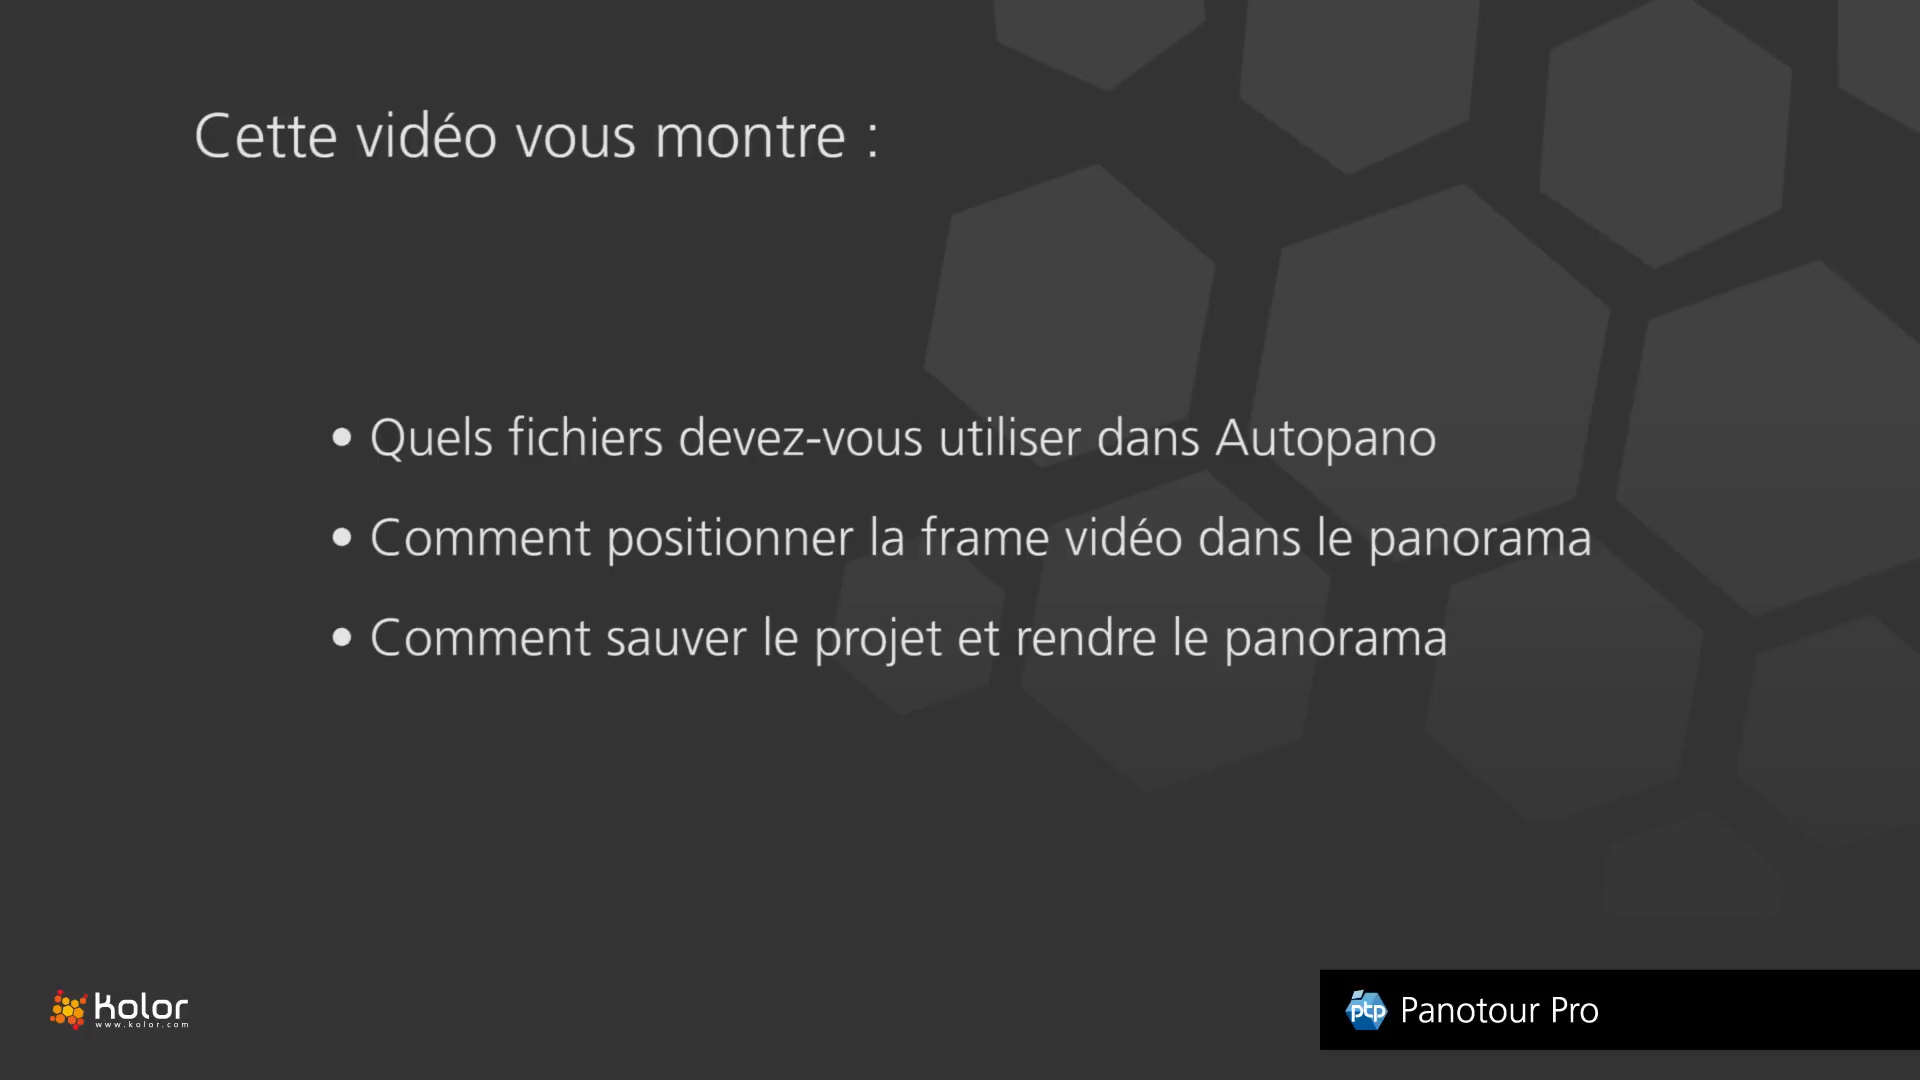 Cette vidéo vous montre :
• Quels fichiers devez-vous utiliser dans Autopano
• Comment positionner la frame vidéo dans le panorama
• Comment sauver le projet et rendre le panorama
kolor
www.kolor.com
ptp Panotour Pro